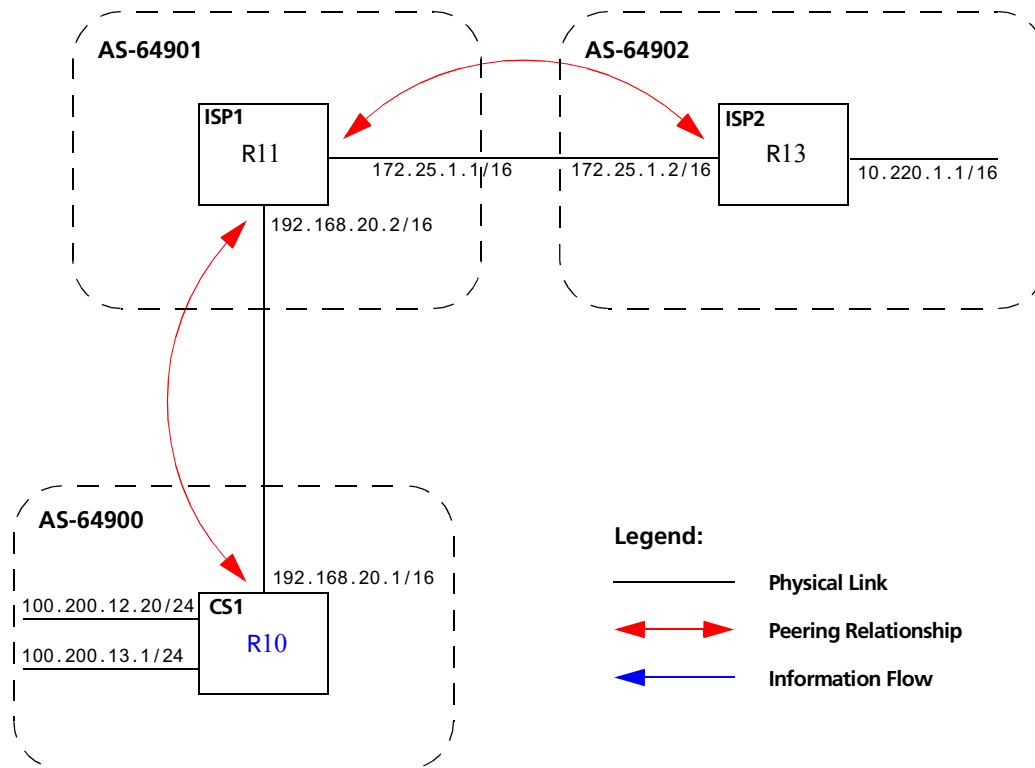 AS-64901
AS-64902
ISP1
R11
ISP2
R13
172.25.1.1/16
172.25.1.2/16
10.220.1.1/16
192.168.20.2/16
AS-64900
192.168.20.1/16
100.200.12.20/24
CS1
R10
100.200.13.1/24
Legend:
Physical Link
Peering Relationship
Information Flow